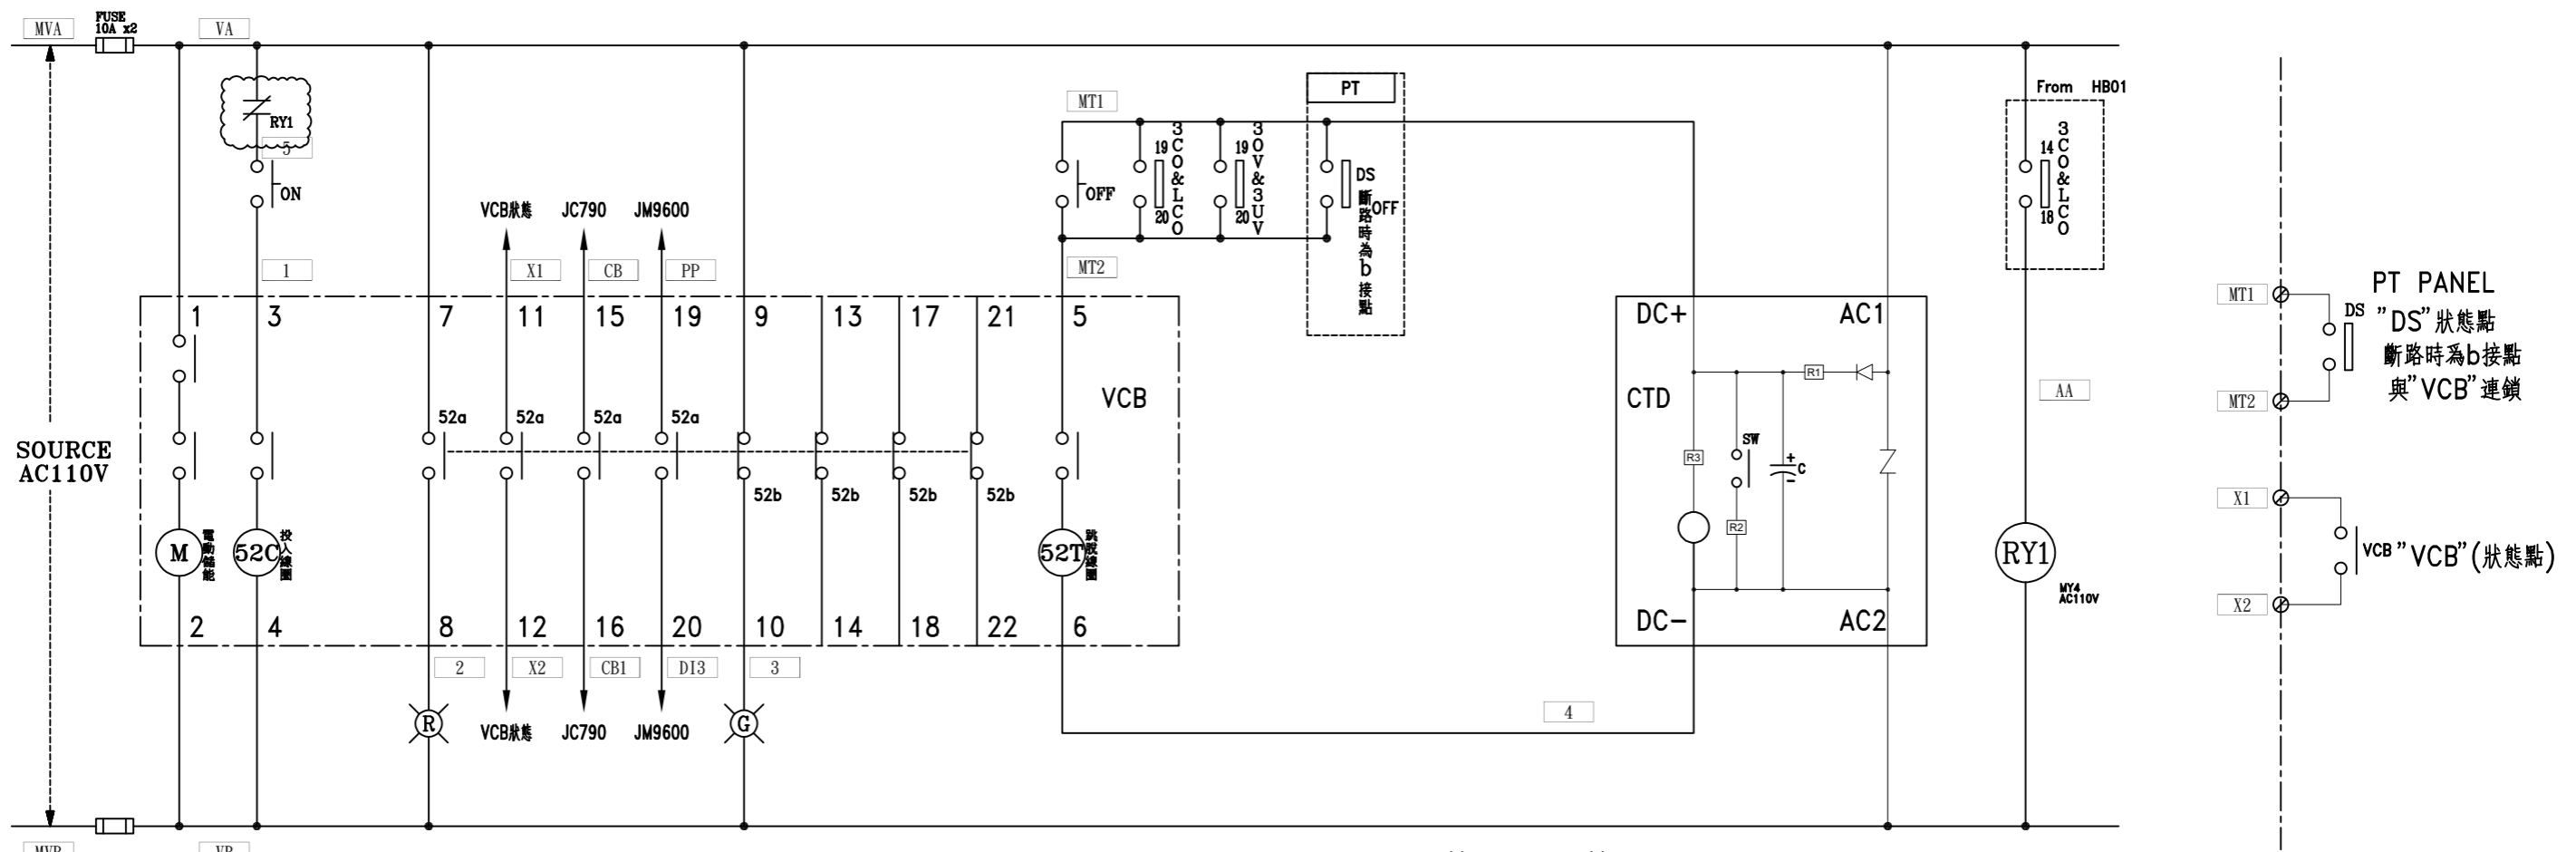 MVA
FUSE
10A x2
VA
RY1
5
ON
1
VCB狀態
JC790
JM9600
X1
CB
PP
MT1
OFF
19
20
3CO&LCO
19
20
3OV&3UV
PT
DS
OFF
斷路時為b接點
MT2
From HB01
14
18
3CO&LCO
AA
SOURCE
AC110V
1
3
7
11
15
19
9
13
17
21
5
VCB
52a
52a
52a
52a
52b
52b
52b
52b
M
電動儲能
52C
投入線圈
52T
跳脫線圈
2
4
8
12
16
20
10
14
18
22
6
2
X2
CB1
DI3
3
R
VCB狀態
JC790
JM9600
G
4
DC+
AC1
CTD
R1
R3
SW
R2
+
C
-
DC-
AC2
RY1
MY4
AC110V
MT1
MT2
DS
PT PANEL
"DS"狀態點
斷路時爲b接點
與"VCB"連鎖
X1
X2
VCB
"VCB"(狀態點)